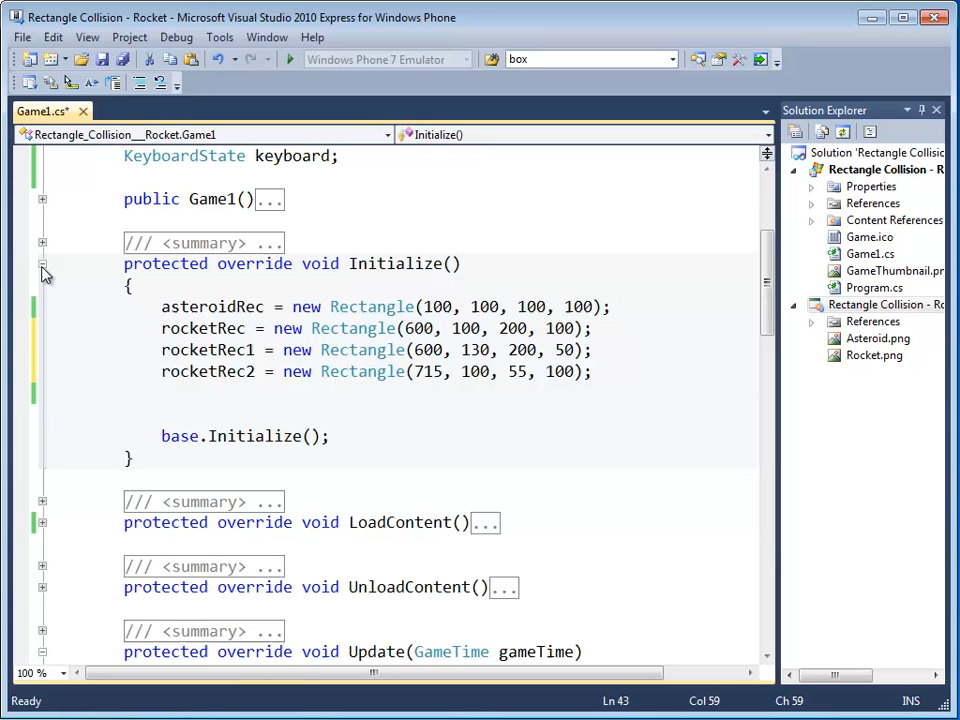 Rectangle Collision - Rocket - Microsoft Visual Studio 2010 Express for Windows Phone
File Edit View Project Debug Tools Window Help
Windows Phone 7 Emulator box
Game1.cs*
Rectangle_Collision__Rocket.Game1 Initialize()
KeyboardState keyboard;
public Game1()...
/// <summary> ...
protected override void Initialize()
{
asteroidRec = new Rectangle(100, 100, 100, 100);
rocketRec = new Rectangle(600, 100, 200, 100);
rocketRec1 = new Rectangle(600, 130, 200, 50);
rocketRec2 = new Rectangle(715, 100, 55, 100);
base.Initialize();
}
/// <summary> ...
protected override void LoadContent()...
/// <summary> ...
protected override void UnloadContent()...
/// <summary> ...
protected override void Update(GameTime gameTime)
100 %
Solution Explorer
Solution 'Rectangle Collisic
Rectangle Collision - R
Properties
References
Content References
Game.ico
Game1.cs
GameThumbnail.pn
Program.cs
Rectangle Collision - Ro
References
Asteroid.png
Rocket.png
Ready Ln 43 Col 59 Ch 59 INS